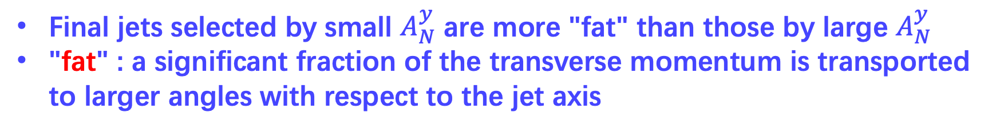 • Final jets selected by small $A_N^y$ are more "fat" than those by large $A_N^y$
• "fat" : a significant fraction of the transverse momentum is transported
to larger angles with respect to the jet axis